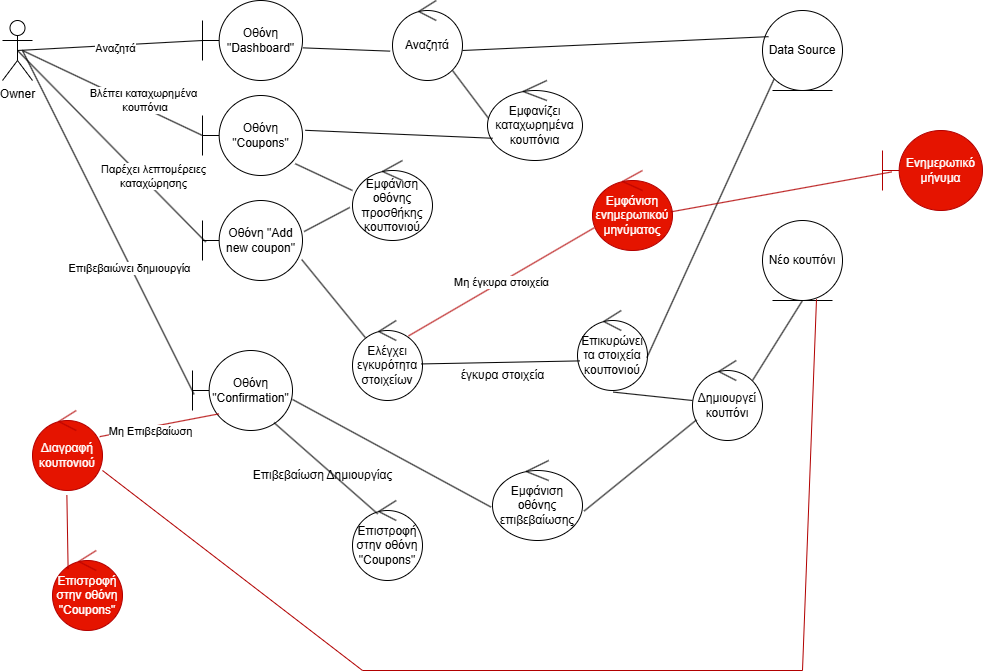 Owner
Αναζητά
Οθόνη
"Dashboard"
Αναζητά
Data Source
Βλέπει καταχωρημένα
κουπόνια
Οθόνη
"Coupons"
Εμφανίζει
καταχωρημένα
κουπόνια
Ενημερωτικό
μήνυμα
Παρέχει λεπτομέρειες
καταχώρησης
Εμφάνιση
οθόνης
προσθήκης
κουπονιού
Εμφάνιση
ενημερωτικού
μηνύματος
Οθόνη "Add
new coupon"
Νέο κουπόνι
Επιβεβαιώνει δημιουργία
Μη έγκυρα στοιχεία
Ελέγχει
εγκυρότητα
στοιχείων
έγκυρα στοιχεία
Επικυρώνει
τα στοιχεία
κουπονιού
Οθόνη
"Confirmation"
Δημιουργεί
κουπόνι
Μη Επιβεβαίωση
Διαγραφή
κουπονιού
Επιβεβαίωση Δημιουργίας
Εμφάνιση
οθόνης
επιβεβαίωσης
Επιστροφή
στην οθόνη
"Coupons"
Επιστροφή
στην οθόνη
"Coupons"